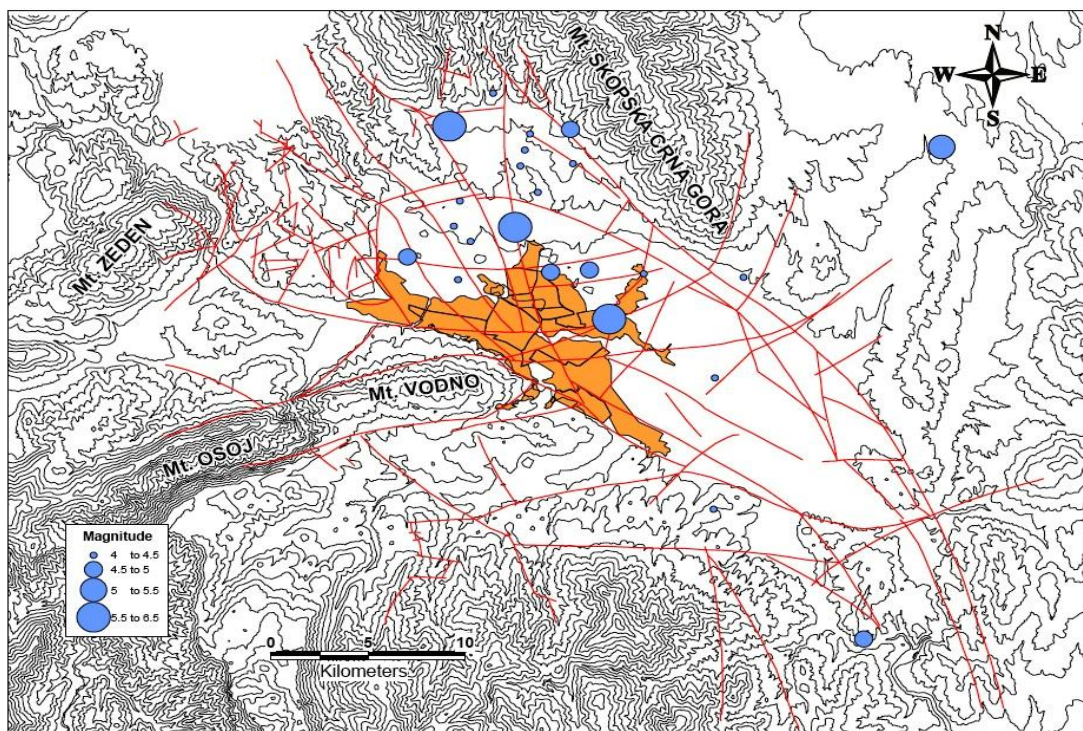 N
W E
S
Mt. SKOPSKA CRNA GORA
Mt. ZEDEN
Mt. VODNO
Mt. OSOJ
Magnitude
4 to 4.5
4.5 to 5
5 to 5.5
5.5 to 6.5
0 5 10
Kilometers